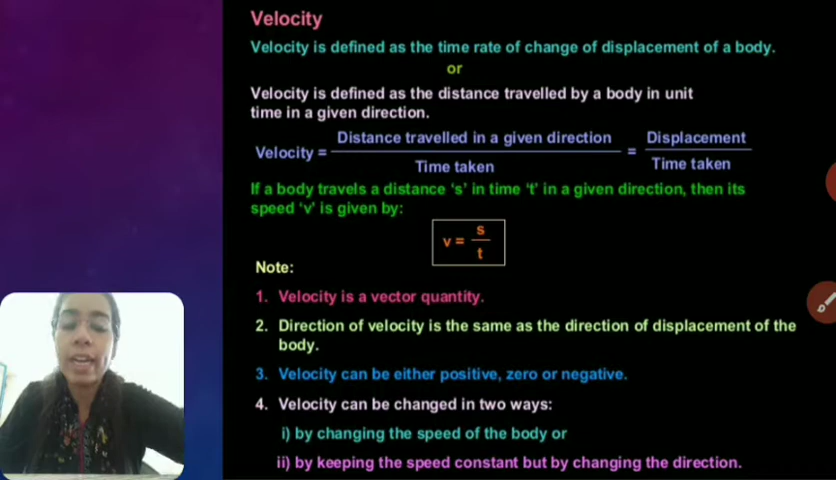 Velocity
Velocity is defined as the time rate of change of displacement of a body.
or
Velocity is defined as the distance travelled by a body in unit
time in a given direction.
Velocity = Distance travelled in a given direction / Time taken = Displacement / Time taken
If a body travels a distance ‘s’ in time ‘t’ in a given direction, then its
speed ‘v’ is given by:
v = s / t
Note:
1. Velocity is a vector quantity.
2. Direction of velocity is the same as the direction of displacement of the
body.
3. Velocity can be either positive, zero or negative.
4. Velocity can be changed in two ways:
i) by changing the speed of the body or
ii) by keeping the speed constant but by changing the direction.